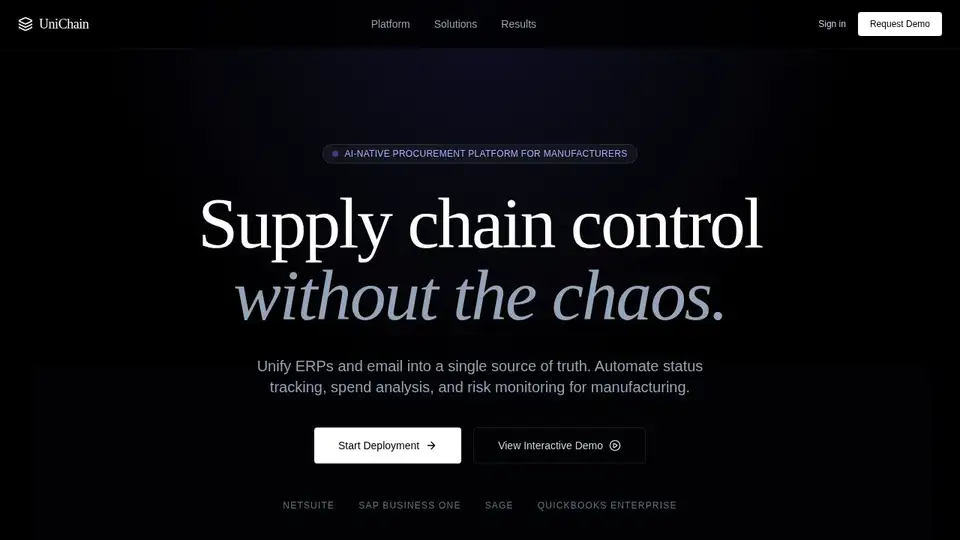 UniChain
Platform Solutions Results
Sign in
Request Demo
AI-NATIVE PROCUREMENT PLATFORM FOR MANUFACTURERS
Supply chain control
without the chaos.
Unify ERPs and email into a single source of truth. Automate status
tracking, spend analysis, and risk monitoring for manufacturing.
Start Deployment
View Interactive Demo
NETSUITE SAP BUSINESS ONE SAGE QUICKBOOKS ENTERPRISE